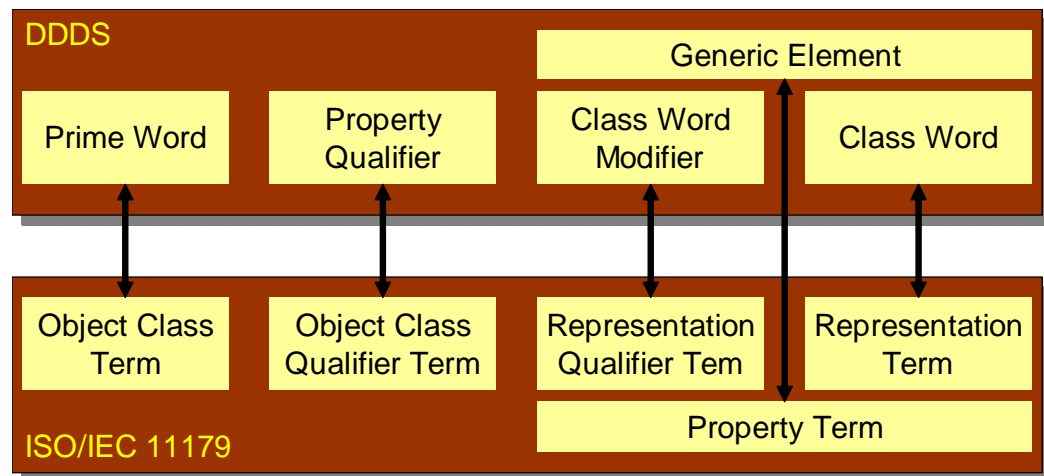 DDDS
Generic Element
Prime Word
Property
Qualifier
Class Word
Modifier
Class Word
Object Class
Term
Object Class
Qualifier Term
Representation
Qualifier Tem
Representation
Term
Property Term
ISO/IEC 11179